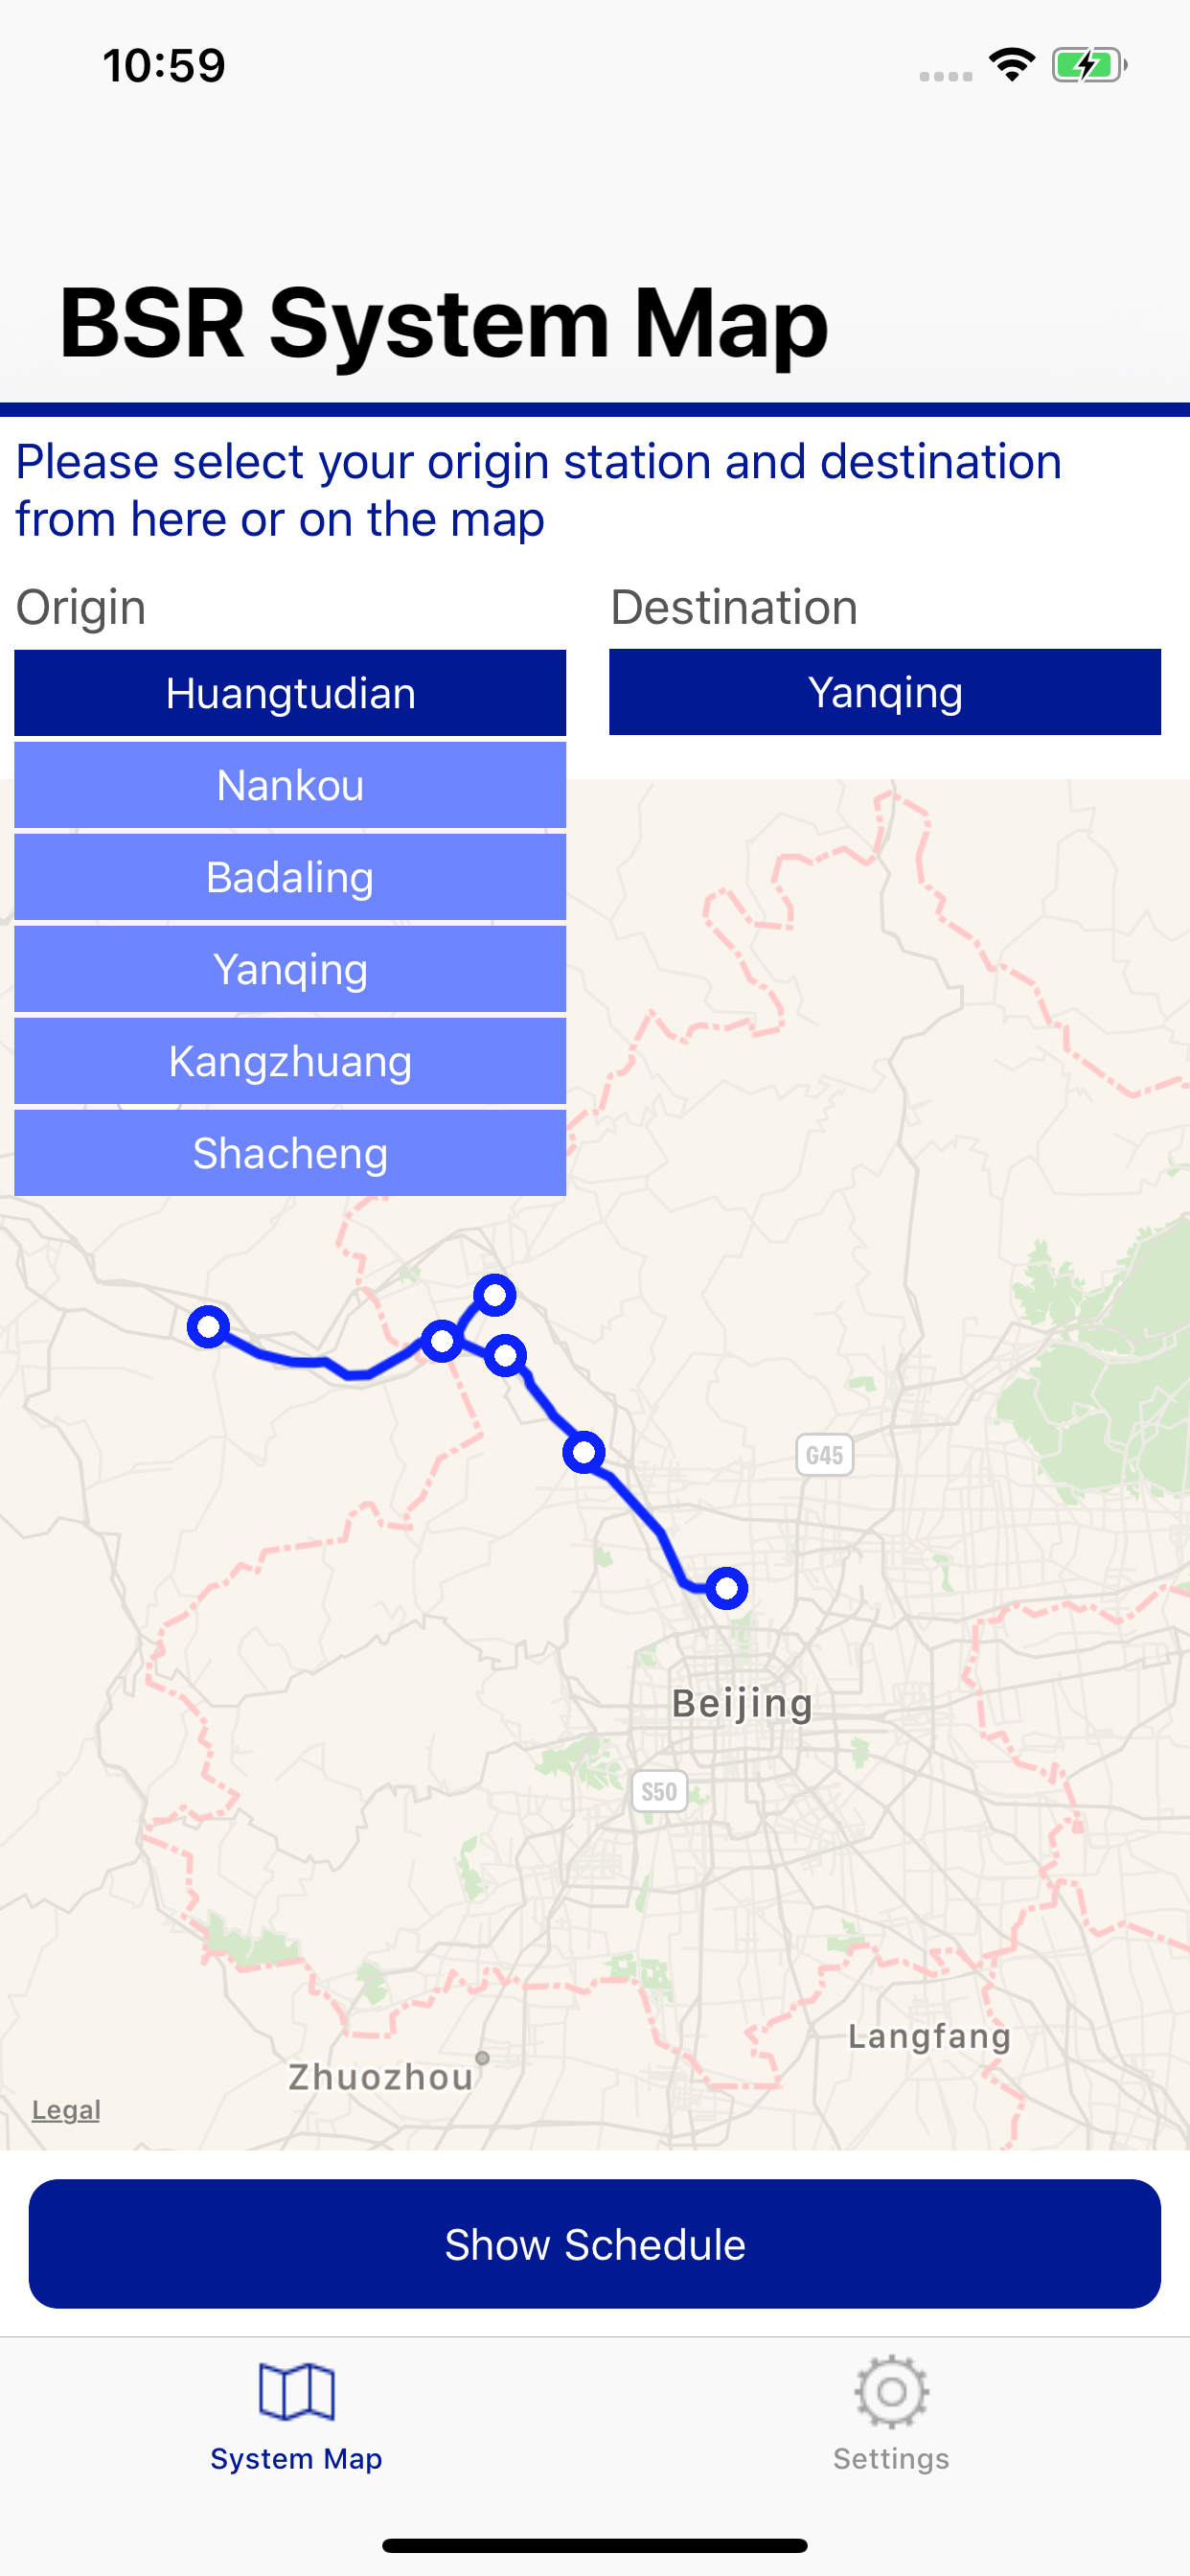 10:59
BSR System Map
Please select your origin station and destination
from here or on the map
Origin
Destination
Huangtudian
Yanqing
Nankou
Badaling
Yanqing
Kangzhuang
Shacheng
G45
Beijing
S50
Langfang
Zhuozhou
Legal
Show Schedule
System Map
Settings